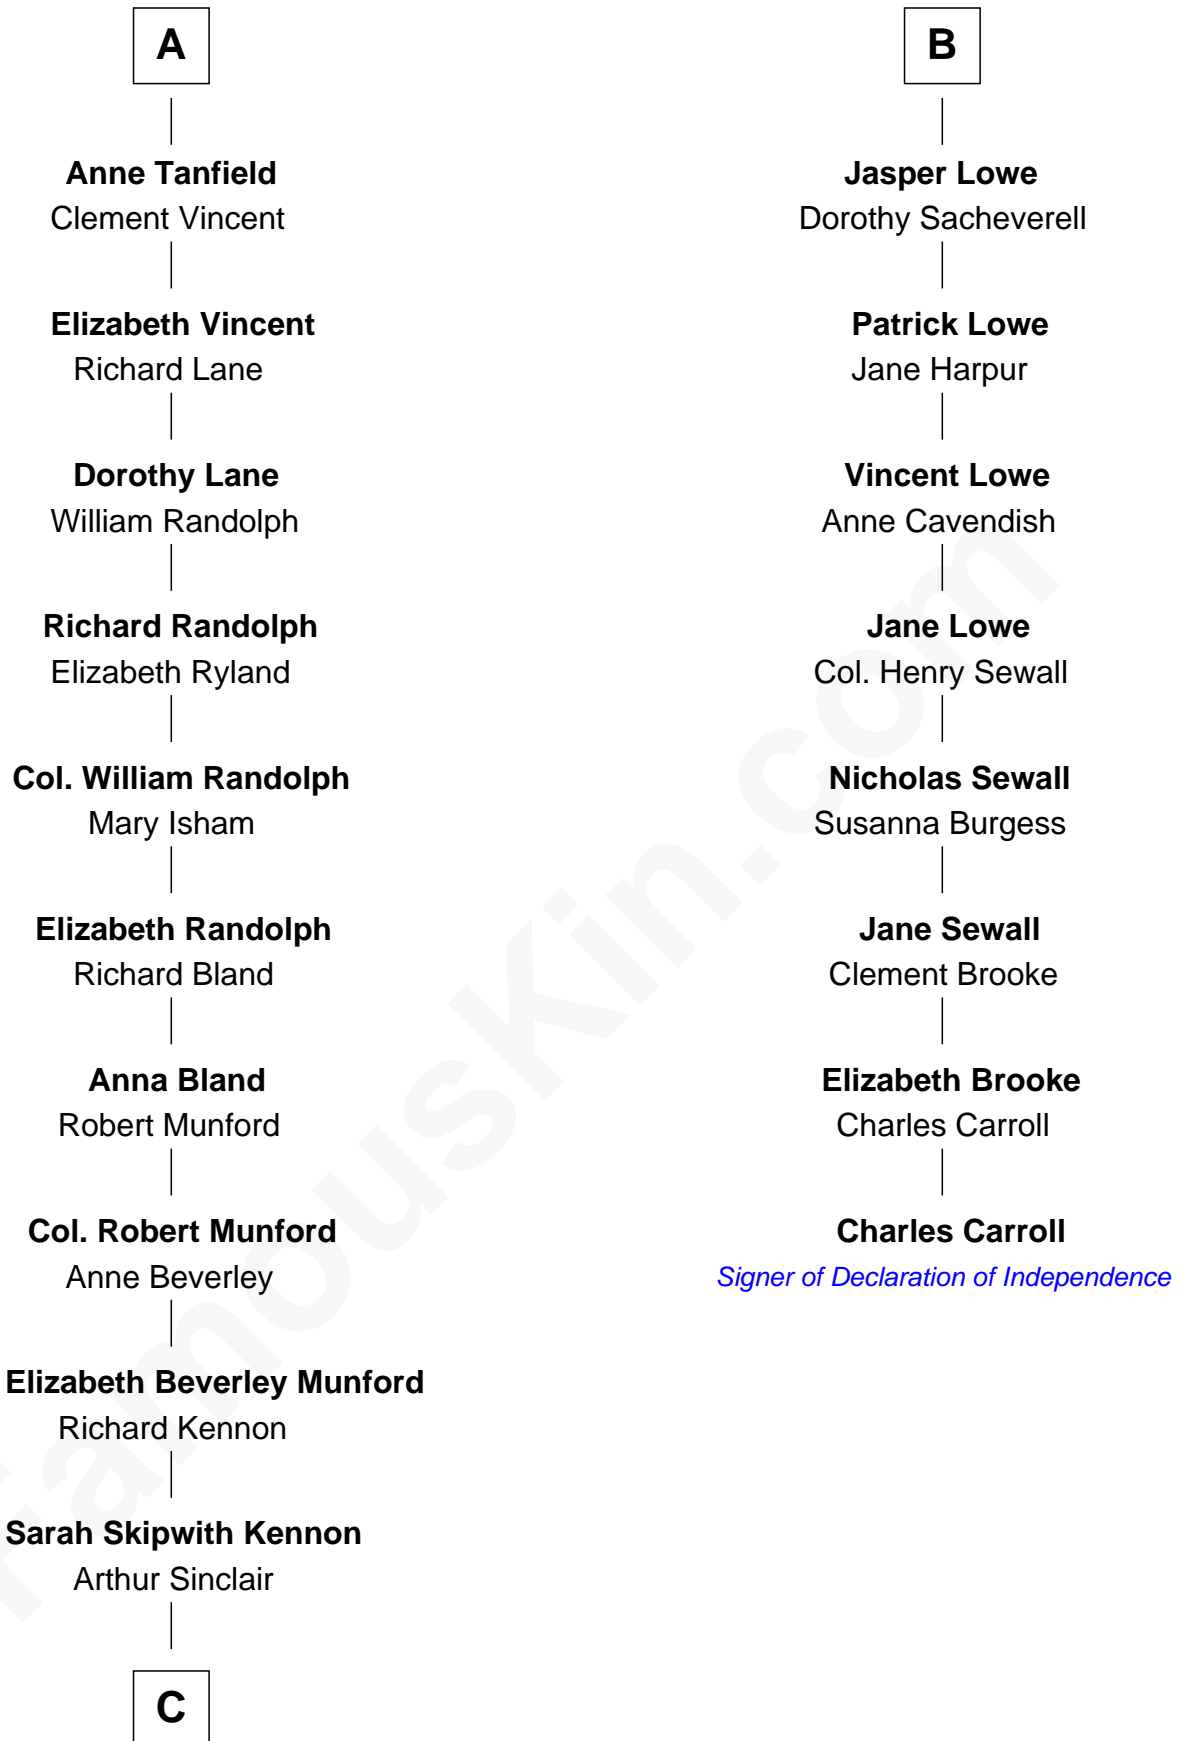 A
Anne Tanfield
Clement Vincent
Elizabeth Vincent
Richard Lane
Dorothy Lane
William Randolph
Richard Randolph
Elizabeth Ryland
Col. William Randolph
Mary Isham
Elizabeth Randolph
Richard Bland
Anna Bland
Robert Munford
Col. Robert Munford
Anne Beverley
Elizabeth Beverley Munford
Richard Kennon
Sarah Skipwith Kennon
Arthur Sinclair
C
B
Jasper Lowe
Dorothy Sacheverell
Patrick Lowe
Jane Harpur
Vincent Lowe
Anne Cavendish
Jane Lowe
Col. Henry Sewall
Nicholas Sewall
Susanna Burgess
Jane Sewall
Clement Brooke
Elizabeth Brooke
Charles Carroll
Charles Carroll
Signer of Declaration of Independence
FamousKin.com